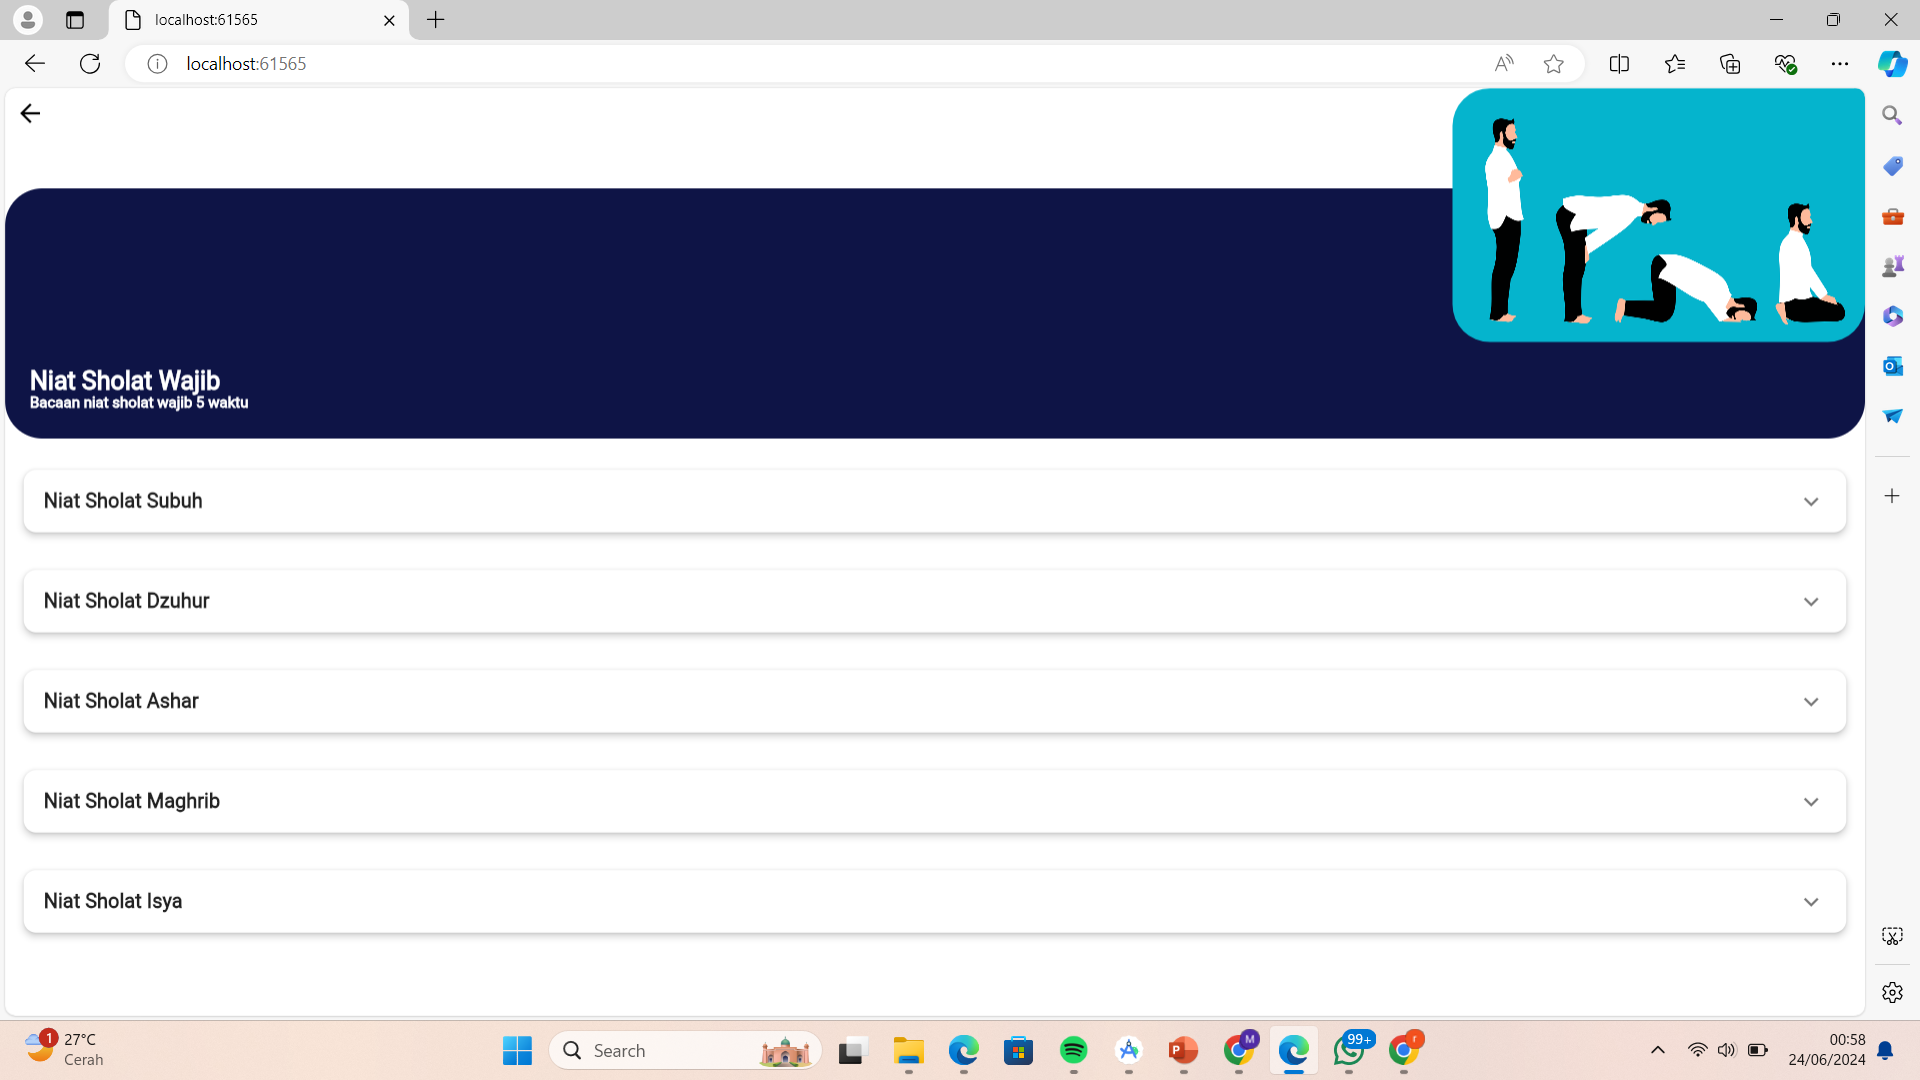 localhost:61565
localhost:61565
Niat Sholat Wajib
Bacaan niat sholat wajib 5 waktu
Niat Sholat Subuh
Niat Sholat Dzuhur
Niat Sholat Ashar
Niat Sholat Maghrib
Niat Sholat Isya
1
27°C
Cerah
Search
M
99+
r
00:58
24/06/2024